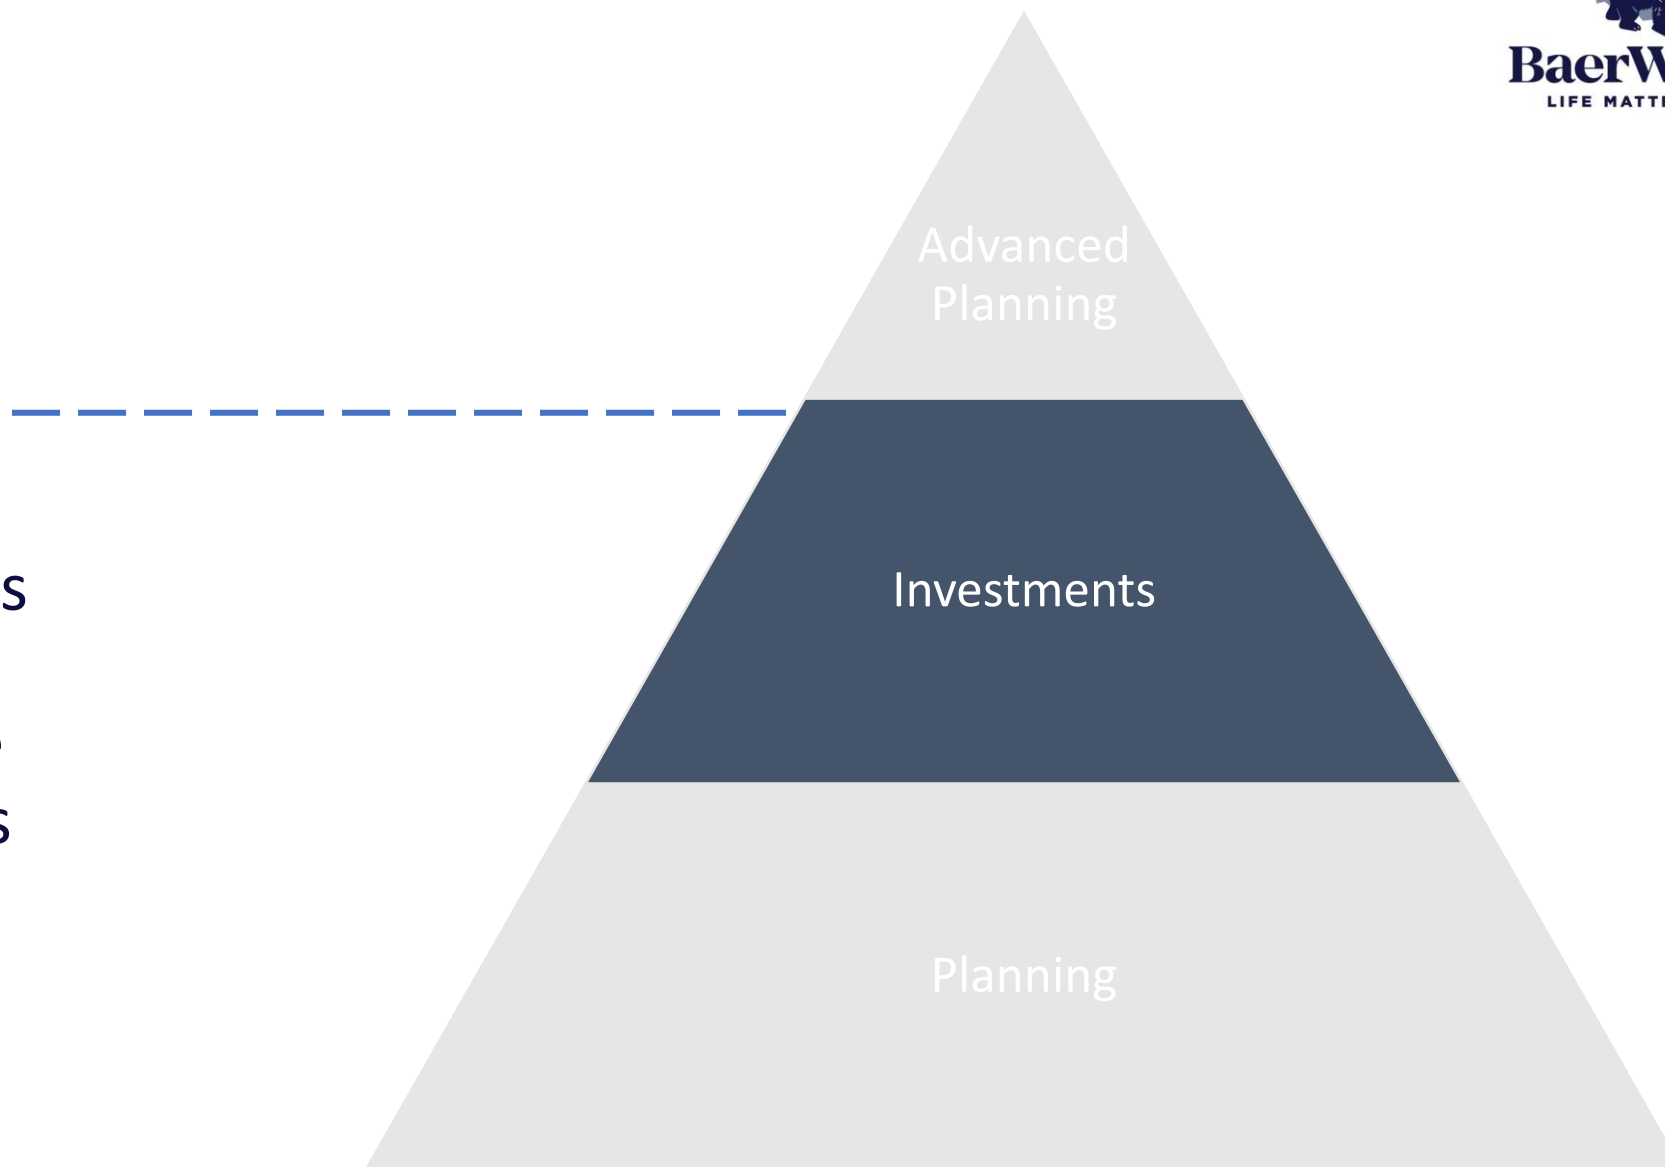 BaerW
LIFE MATT
Advanced
Planning
Investments
s
s
Planning